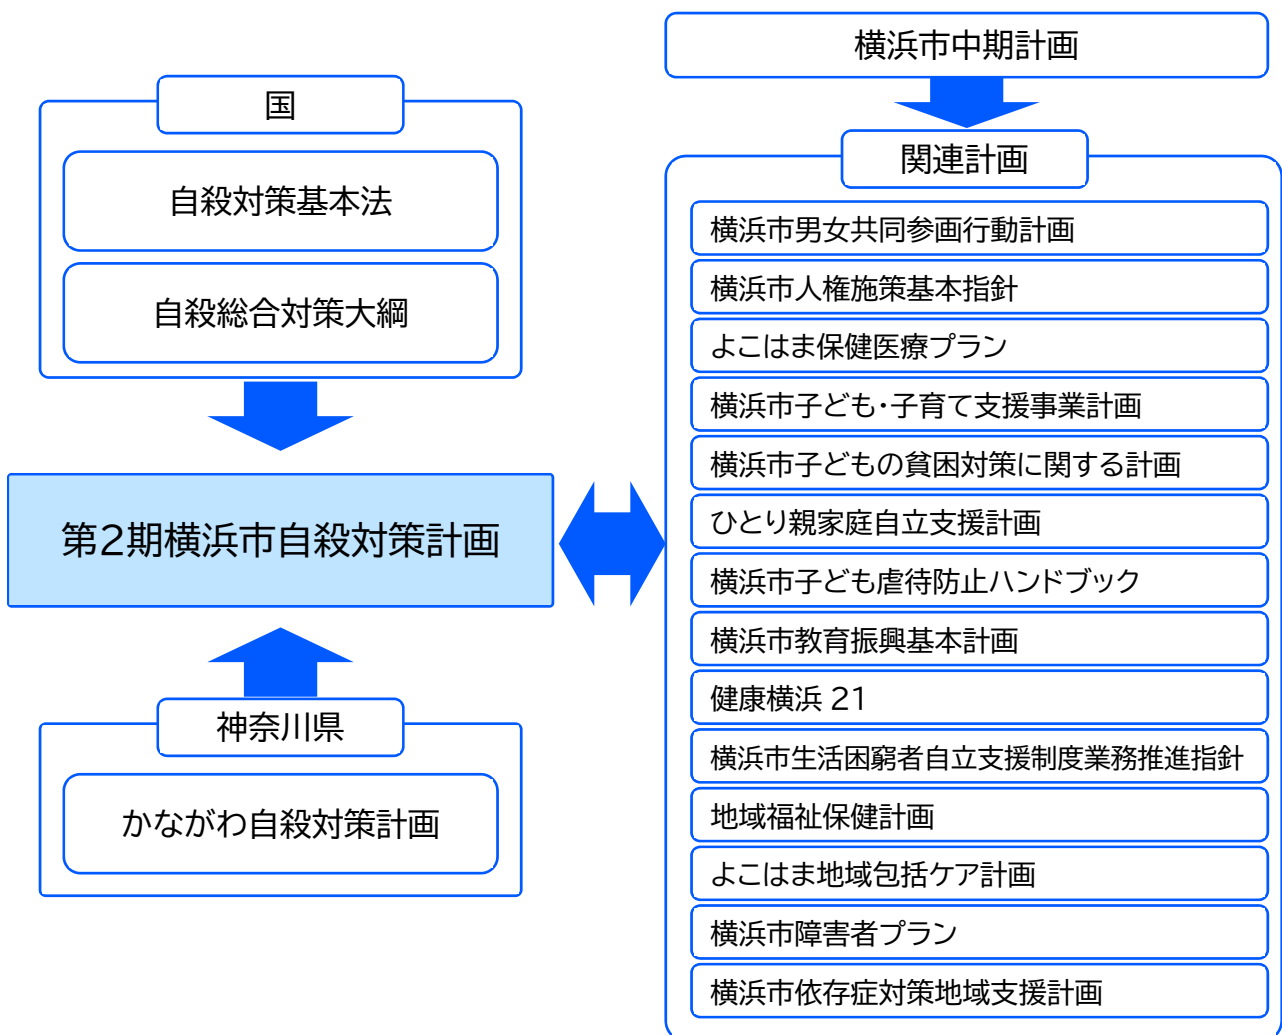 国
自殺対策基本法
自殺総合対策大綱
第2期横浜市自殺対策計画
神奈川県
かながわ自殺対策計画
横浜市中期計画
関連計画
横浜市男女共同参画行動計画
横浜市人権施策基本指針
よこはま保健医療プラン
横浜市子ども・子育て支援事業計画
横浜市子どもの貧困対策に関する計画
ひとり親家庭自立支援計画
横浜市子ども虐待防止ハンドブック
横浜市教育振興基本計画
健康横浜 21
横浜市生活困窮者自立支援制度業務推進指針
地域福祉保健計画
よこはま地域包括ケア計画
横浜市障害者プラン
横浜市依存症対策地域支援計画